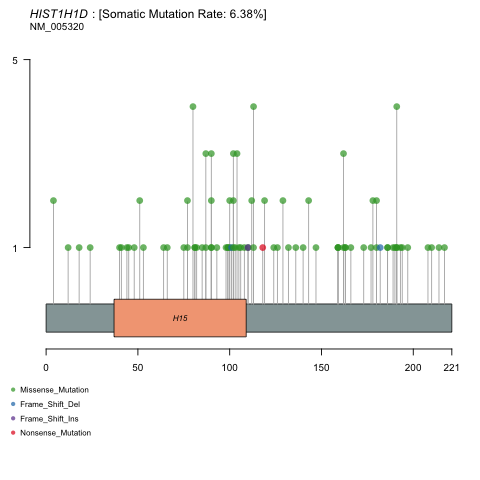 HIST1H1D : [Somatic Mutation Rate: 6.38%]
NM_005320
5
1
H15
0 50 100 150 200 221
Missense_Mutation
Frame_Shift_Del
Frame_Shift_Ins
Nonsense_Mutation